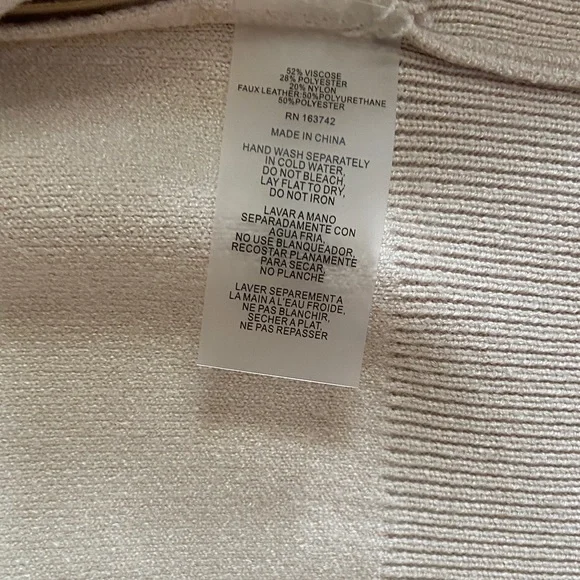 52% VISCOSE
28% POLYESTER
20% NYLON
FAUX LEATHER:50%POLYURETHANE
50%POLYESTER
RN 163742
MADE IN CHINA
HAND WASH SEPARATELY
IN COLD WATER,
DO NOT BLEACH,
LAY FLAT TO DRY,
DO NOT IRON
LAVAR A MANO
SEPARADAMENTE CON
AGUA FRIA,
NO USE BLANQUEADOR,
RECOSTAR PLANAMENTE
PARA SECAR,
NO PLANCHE
LAVER SEPAREMENT A
LA MAIN A L'EAU FROIDE,
NE PAS BLANCHIR,
SECHER A PLAT,
NE PAS REPASSER